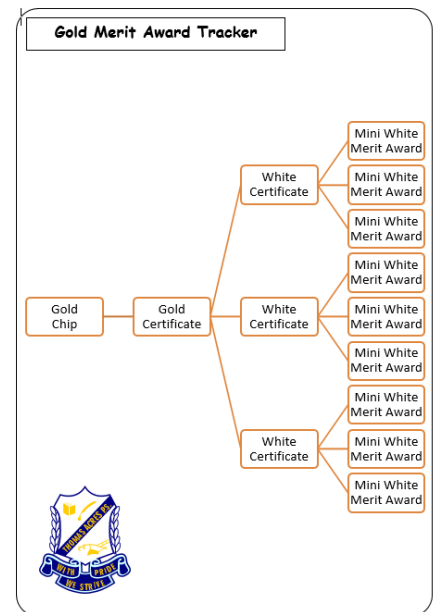 Gold Merit Award Tracker
Mini White
Merit Award
White
Certificate
Mini White
Merit Award
Mini White
Merit Award
Mini White
Merit Award
Gold
Chip
Gold
Certificate
White
Certificate
Mini White
Merit Award
Mini White
Merit Award
Mini White
Merit Award
White
Certificate
Mini White
Merit Award
Mini White
Merit Award
THOMAS ACRES P.S.
WITH PRIDE
WE STRIVE